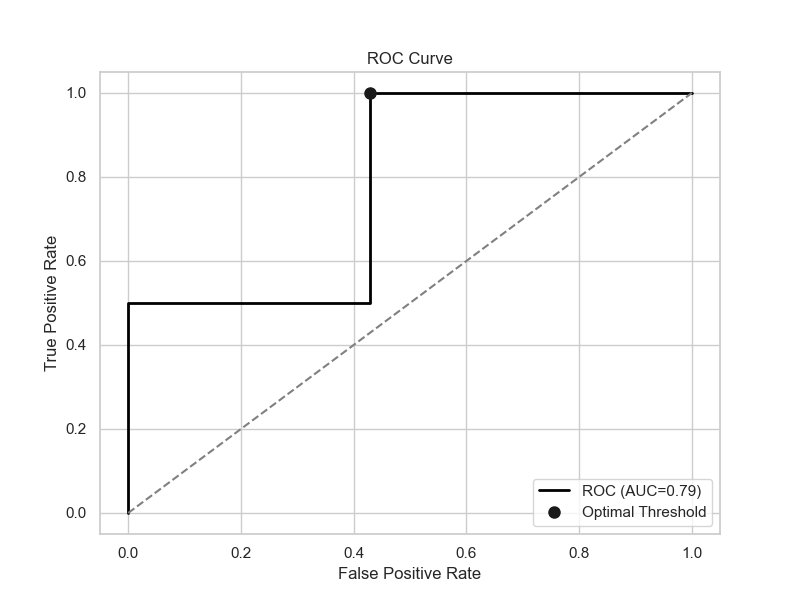 ROC Curve
1.0
0.8
0.6
0.4
0.2
0.0
True Positive Rate
0.0 0.2 0.4 0.6 0.8 1.0
False Positive Rate
ROC (AUC=0.79)
Optimal Threshold